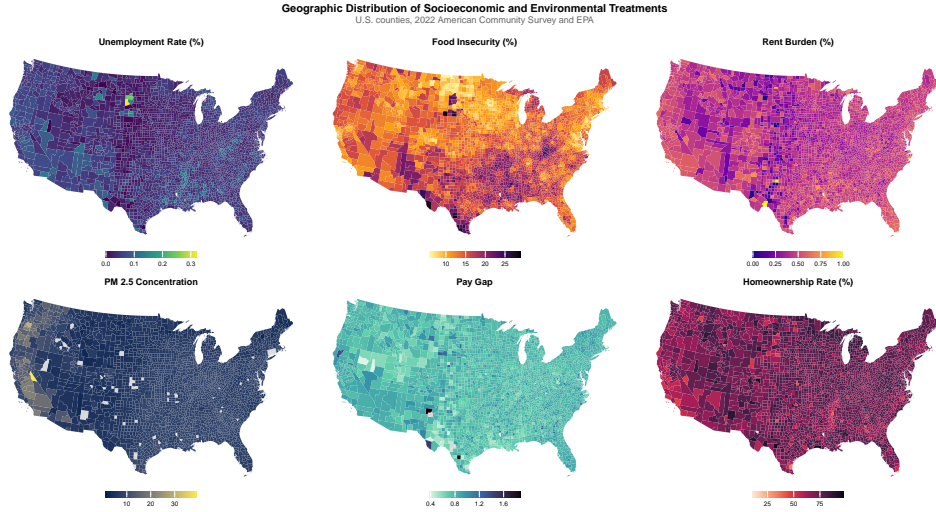 Geographic Distribution of Socioeconomic and Environmental Treatments
U.S. counties, 2022 American Community Survey and EPA
Unemployment Rate (%)
Food Insecurity (%)
Rent Burden (%)
0.0 0.1 0.2 0.3
10 15 20 25
0.00 0.25 0.50 0.75 1.00
PM 2.5 Concentration
Pay Gap
Homeownership Rate (%)
10 20 30
0.4 0.8 1.2 1.6
25 50 75